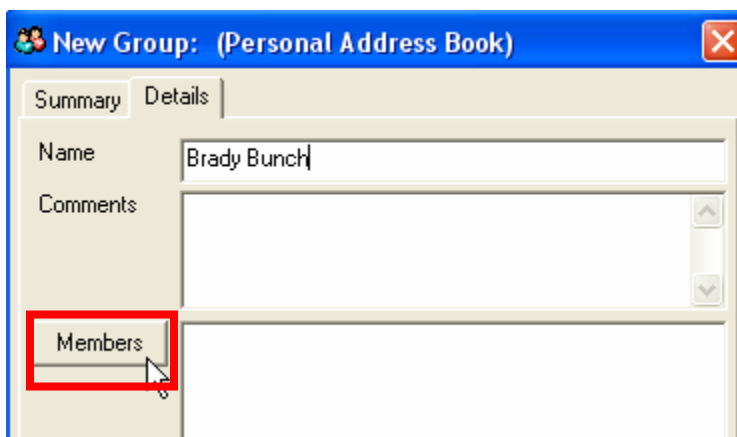 New Group: (Personal Address Book)
Summary Details
Name Brady Bunch
Comments
Members